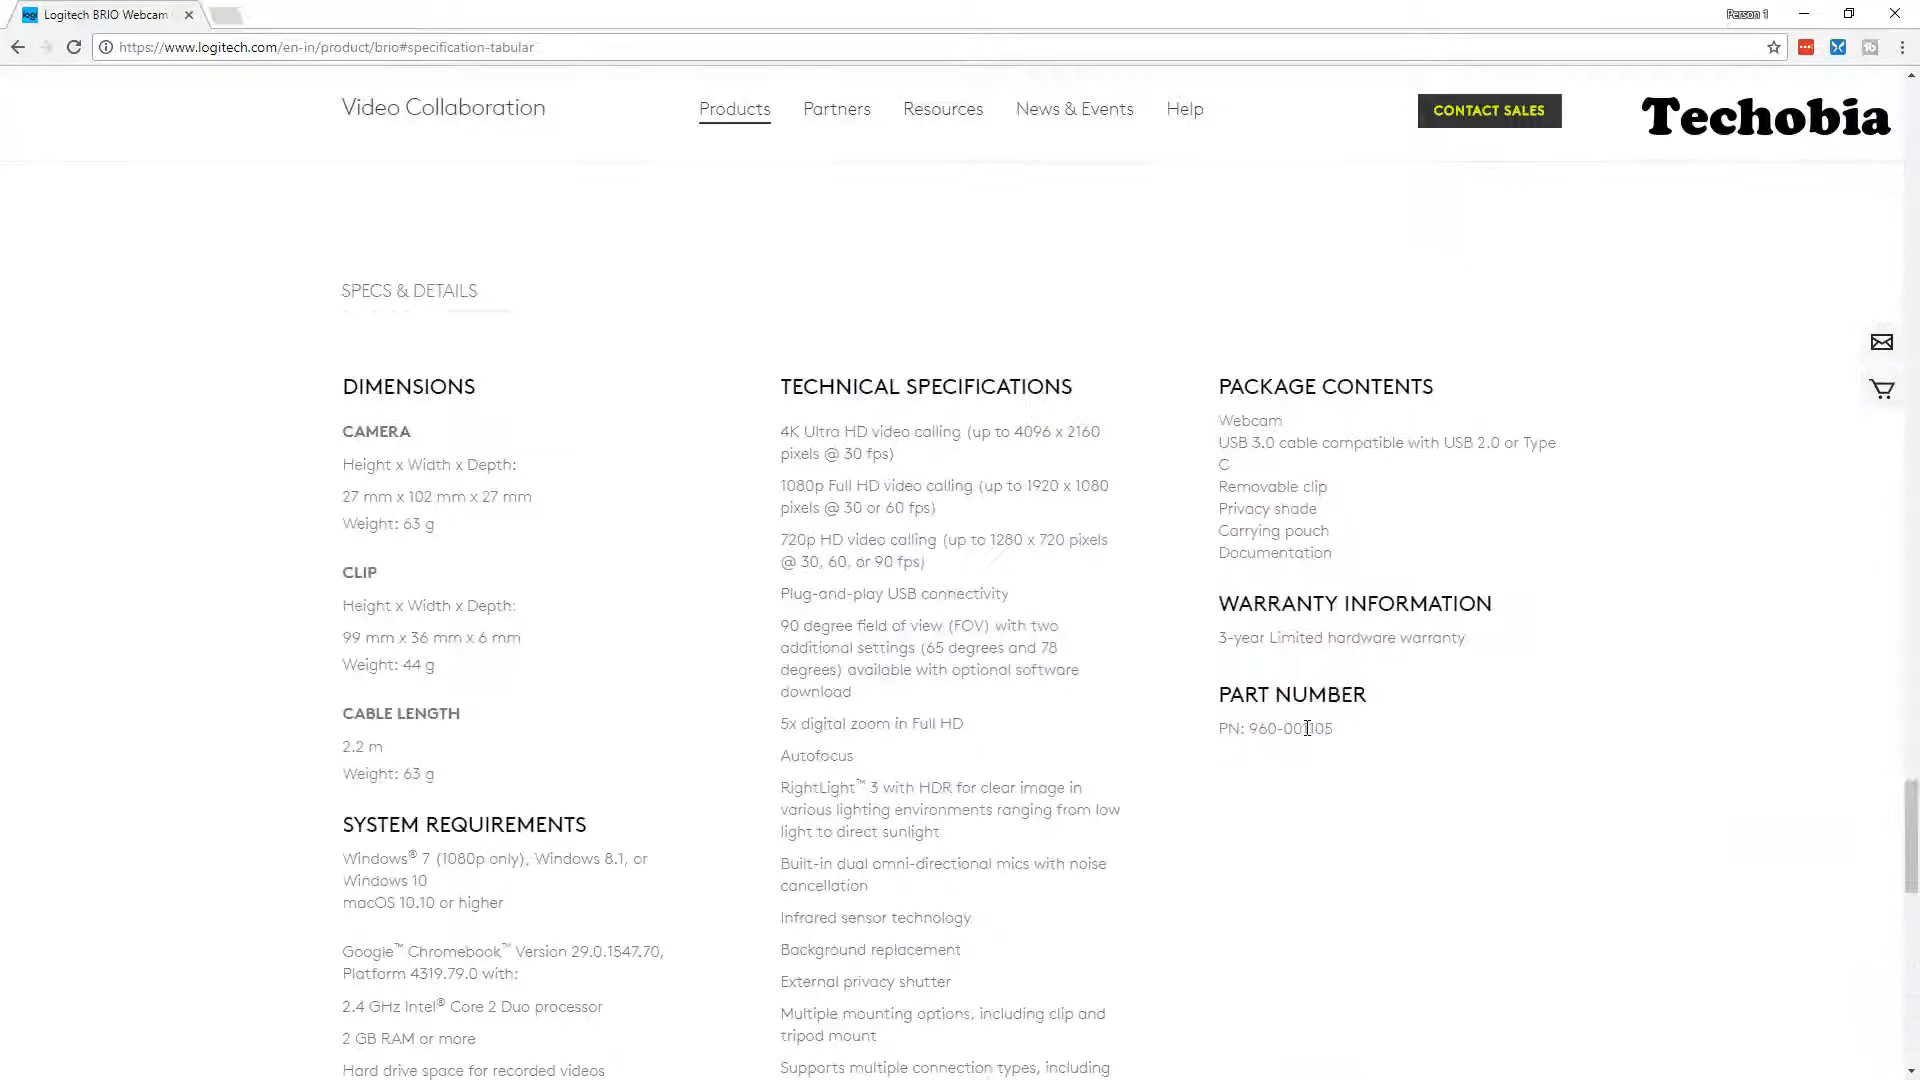 Logitech BRIO Webcam
Person 1
https://www.logitech.com/en-in/product/brio#specification-tabular
Video Collaboration
Products
Partners
Resources
News & Events
Help
CONTACT SALES
Techobia
SPECS & DETAILS
DIMENSIONS
CAMERA
Height x Width x Depth:
27 mm x 102 mm x 27 mm
Weight: 63 g
CLIP
Height x Width x Depth:
99 mm x 36 mm x 6 mm
Weight: 44 g
CABLE LENGTH
2.2 m
Weight: 63 g
SYSTEM REQUIREMENTS
Windows® 7 (1080p only), Windows 8.1, or
Windows 10
macOS 10.10 or higher
Google™ Chromebook™ Version 29.0.1547.70,
Platform 4319.79.0 with:
2.4 GHz Intel® Core 2 Duo processor
2 GB RAM or more
Hard drive space for recorded videos
TECHNICAL SPECIFICATIONS
4K Ultra HD video calling (up to 4096 x 2160
pixels @ 30 fps)
1080p Full HD video calling (up to 1920 x 1080
pixels @ 30 or 60 fps)
720p HD video calling (up to 1280 x 720 pixels
@ 30, 60, or 90 fps)
Plug-and-play USB connectivity
90 degree field of view (FOV) with two
additional settings (65 degrees and 78
degrees) available with optional software
download
5x digital zoom in Full HD
Autofocus
RightLight™ 3 with HDR for clear image in
various lighting environments ranging from low
light to direct sunlight
Built-in dual omni-directional mics with noise
cancellation
Infrared sensor technology
Background replacement
External privacy shutter
Multiple mounting options, including clip and
tripod mount
Supports multiple connection types, including
PACKAGE CONTENTS
Webcam
USB 3.0 cable compatible with USB 2.0 or Type
C
Removable clip
Privacy shade
Carrying pouch
Documentation
WARRANTY INFORMATION
3-year Limited hardware warranty
PART NUMBER
PN: 960-001105